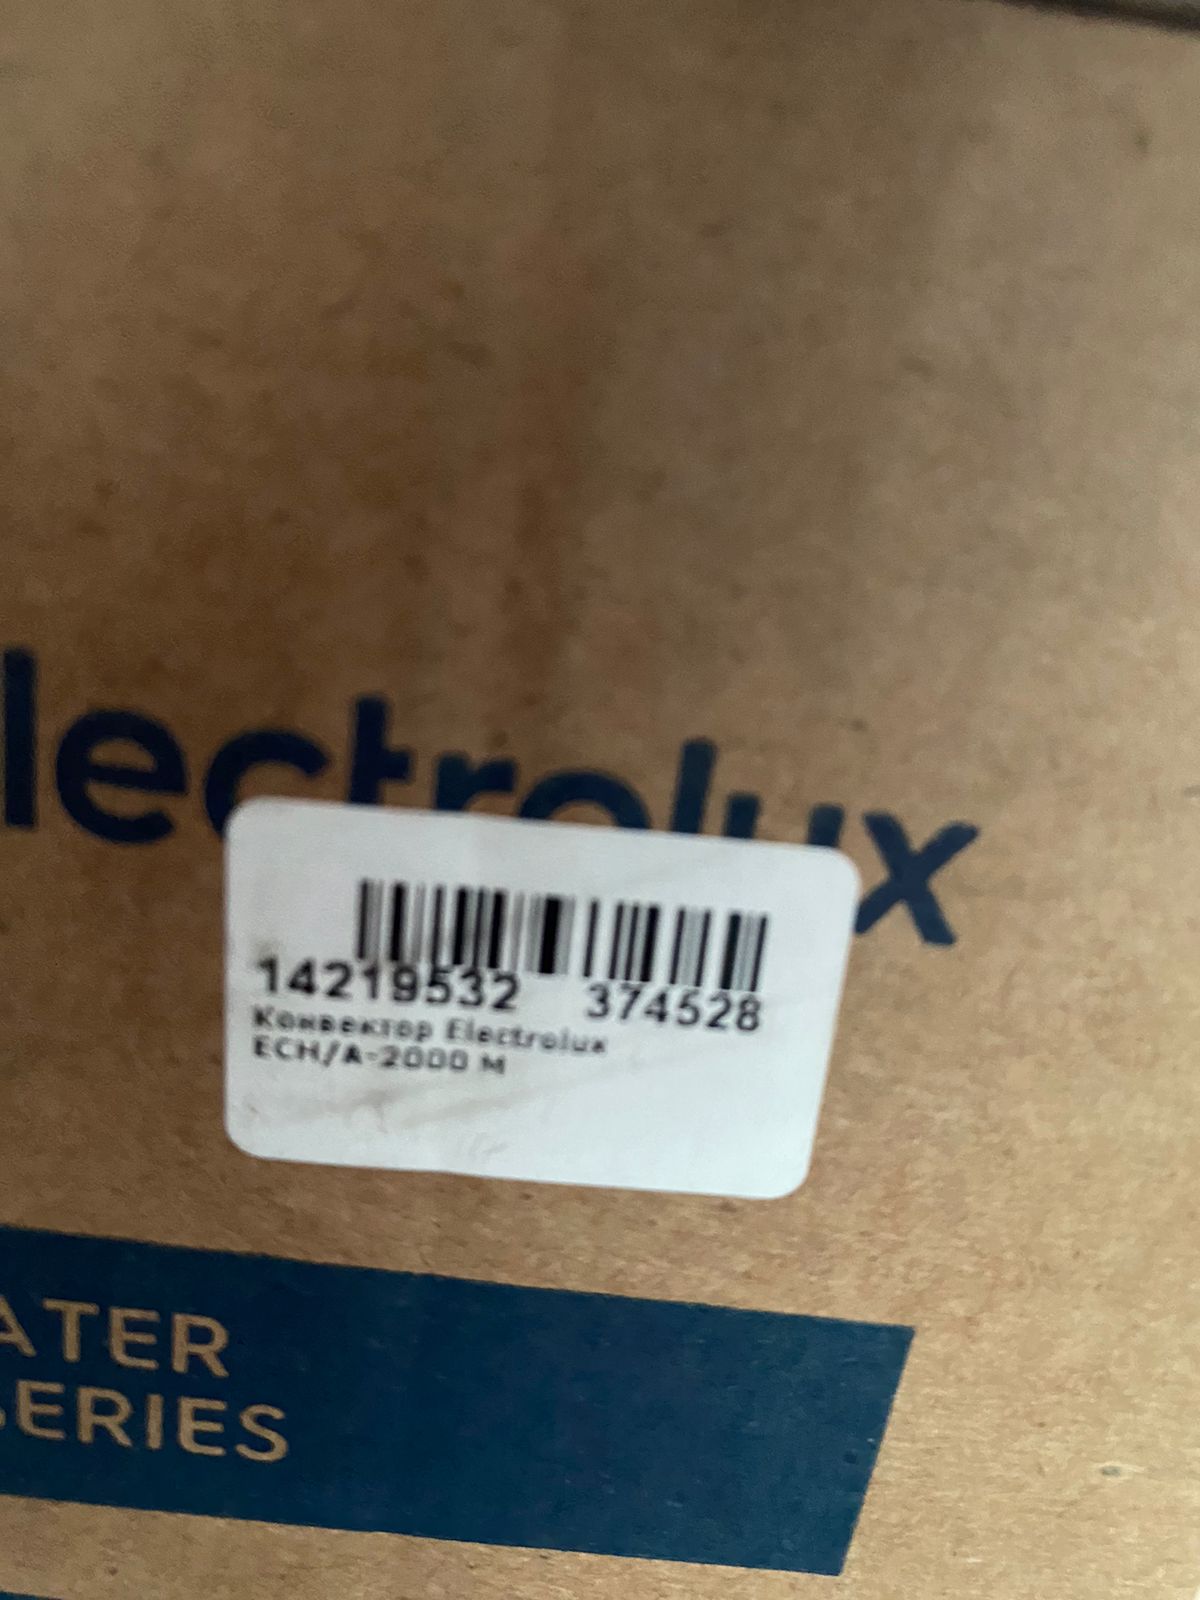 lectrolux
14219532 374528
Конвектор Electrolux
ECH/A-2000 M
ATER
SERIES